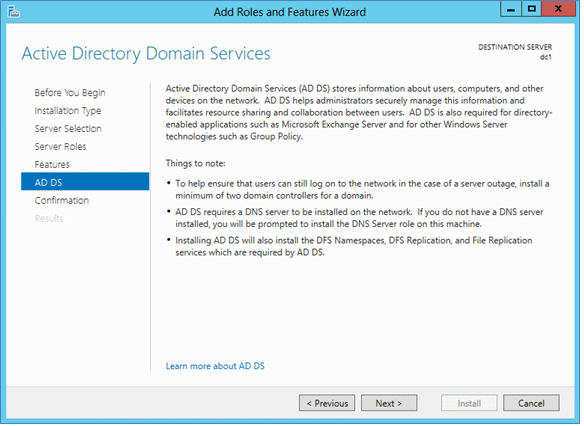 Add Roles and Features Wizard
Active Directory Domain Services
DESTINATION SERVER
dc1
Before You Begin
Installation Type
Server Selection
Server Roles
Features
AD DS
Confirmation
Results
Active Directory Domain Services (AD DS) stores information about users, computers, and other
devices on the network. AD DS helps administrators securely manage this information and
facilitates resource sharing and collaboration between users. AD DS is also required for directory-
enabled applications such as Microsoft Exchange Server and for other Windows Server
technologies such as Group Policy.
Things to note:
• To help ensure that users can still log on to the network in the case of a server outage, install a
minimum of two domain controllers for a domain.
• AD DS requires a DNS server to be installed on the network. If you do not have a DNS server
installed, you will be prompted to install the DNS Server role on this machine.
• Installing AD DS will also install the DFS Namespaces, DFS Replication, and File Replication
services which are required by AD DS.
Learn more about AD DS
< Previous
Next >
Install
Cancel